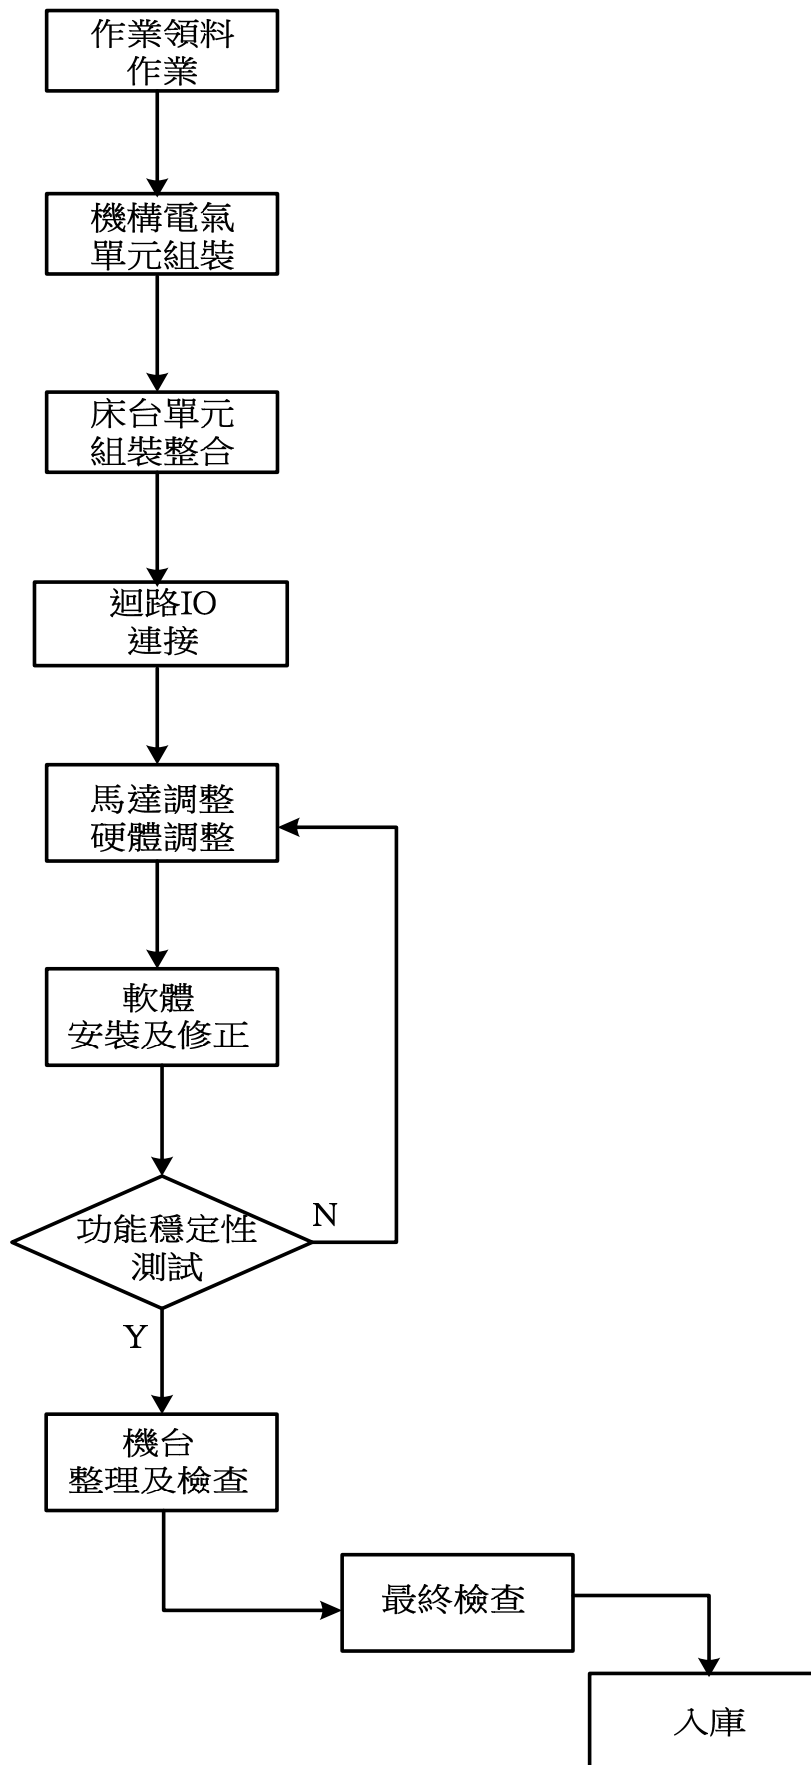 作業領料
作業
機構電氣
單元組裝
床台單元
組裝整合
迴路IO
連接
馬達調整
硬體調整
軟體
安裝及修正
功能穩定性
測試
N
Y
機台
整理及檢查
最終檢查
入庫